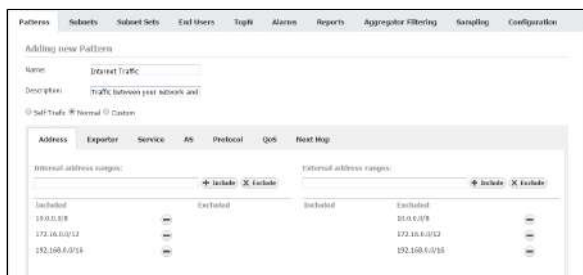 Patterns Subnets Subnet Sets End Users TopN Alarms Reports Aggregator Filtering Sampling Configuration
Adding new Pattern
Name: Internet Traffic
Description: Traffic between your network and
Self-Trafic Normal Custom
Address Exporter Service AS Protocol QoS Next Hop
Internal address ranges: External address ranges:
+ Include X Exclude + Include X Exclude
Included Excluded Included Excluded
10.0.0.0/8 10.0.0.0/8
172.16.0.0/12 172.16.0.0/12
192.168.0.0/16 192.168.0.0/16